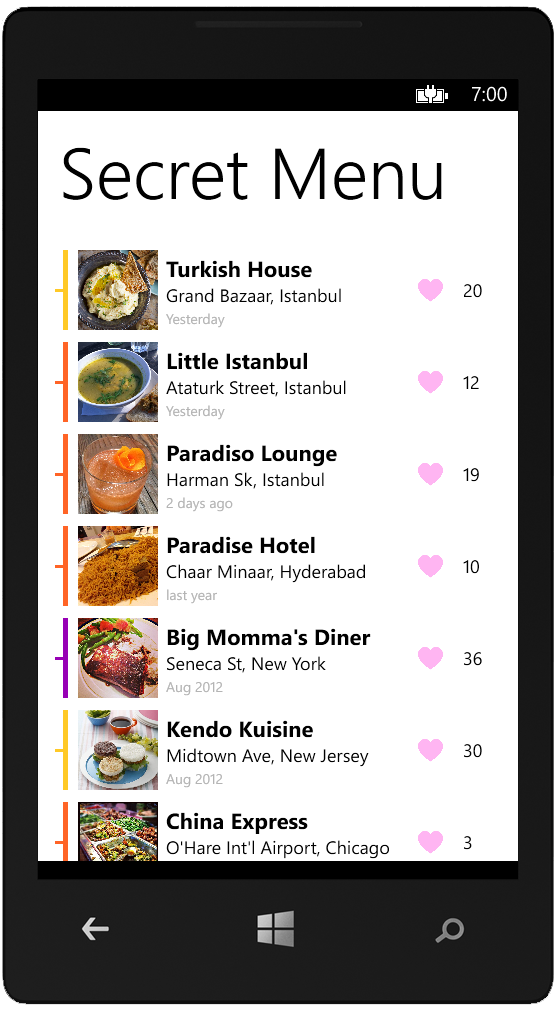 7:00
Secret Menu
Turkish House
Grand Bazaar, Istanbul
20
Yesterday
Little Istanbul
Ataturk Street, Istanbul
12
Yesterday
Paradiso Lounge
Harman Sk, Istanbul
19
2 days ago
Paradise Hotel
Chaar Minaar, Hyderabad
10
last year
Big Momma's Diner
Seneca St, New York
36
Aug 2012
Kendo Kuisine
Midtown Ave, New Jersey
30
Aug 2012
China Express
O'Hare Int'l Airport, Chicago
3